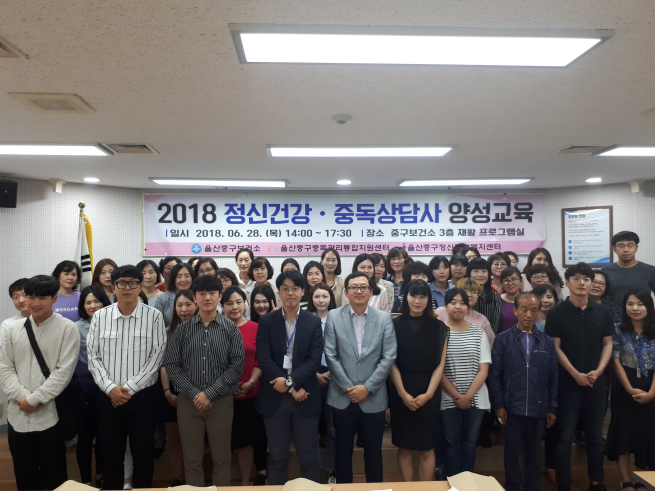 2018 정신건강 · 중독상담사 양성교육
일시 2018. 06. 28. (목) 14:00 ~ 17:30 장소 중구보건소 3층 재활 프로그램실
울산중구보건소 울산중구중독관리통합지원센터 울산중구정신 복지센터